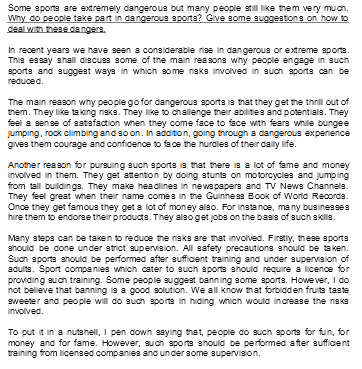 Some sports are extremely dangerous but many people still like them very much.
Why do people take part in dangerous sports? Give some suggestions on how to
deal with these dangers.
In recent years we have seen a considerable rise in dangerous or extreme sports.
This essay shall discuss some of the main reasons why people engage in such
sports and suggest ways in which some risks involved in such sports can be
reduced.
The main reason why people go for dangerous sports is that they get the thrill out of
them. They like taking risks. They like to challenge their abilities and potentials. They
feel a sense of satisfaction when they come face to face with fears while bungee
jumping, rock climbing and so on. In addition, going through a dangerous experience
gives them courage and confidence to face the hurdles of their daily life.
Another reason for pursuing such sports is that there is a lot of fame and money
involved in them. They get attention by doing stunts on motorcycles and jumping
from tall buildings. They make headlines in newspapers and TV News Channels.
They feel great when their name comes in the Guinness Book of World Records.
Once they get famous they get a lot of money also. For instance, many businesses
hire them to endorse their products. They also get jobs on the basis of such skills.
Many steps can be taken to reduce the risks are that involved. Firstly, these sports
should be done under strict supervision. All safety precautions should be taken.
Such sports should be performed after sufficient training and under supervision of
adults. Sport companies which cater to such sports should require a licence for
providing such training. Some people suggest banning some sports. However, I do
not believe that banning is a good solution. We all know that forbidden fruits taste
sweeter and people will do such sports in hiding which would increase the risks
involved.
To put it in a nutshell, I pen down saying that, people do such sports for fun, for
money and for fame. However, such sports should be performed after sufficient
training from licensed companies and under some supervision.